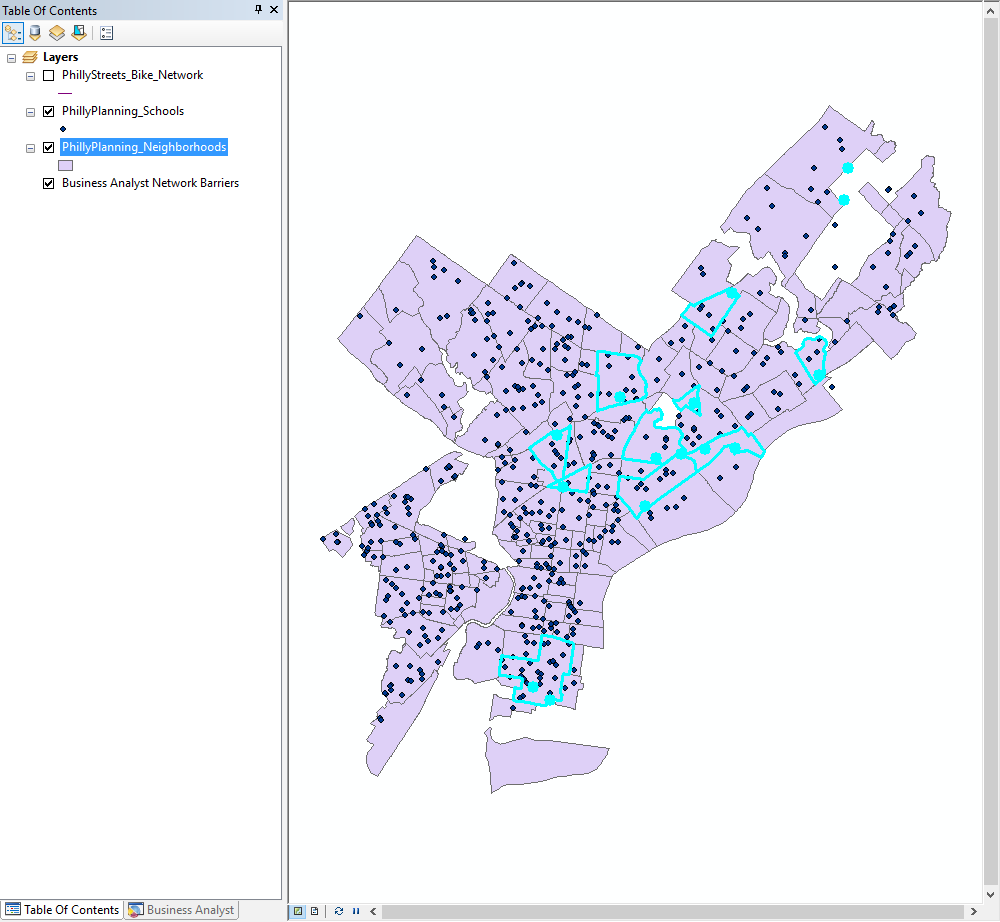 Table Of Contents
Layers
PhillyStreets_Bike_Network
PhillyPlanning_Schools
PhillyPlanning_Neighborhoods
Business Analyst Network Barriers
Table Of Contents
Business Analyst